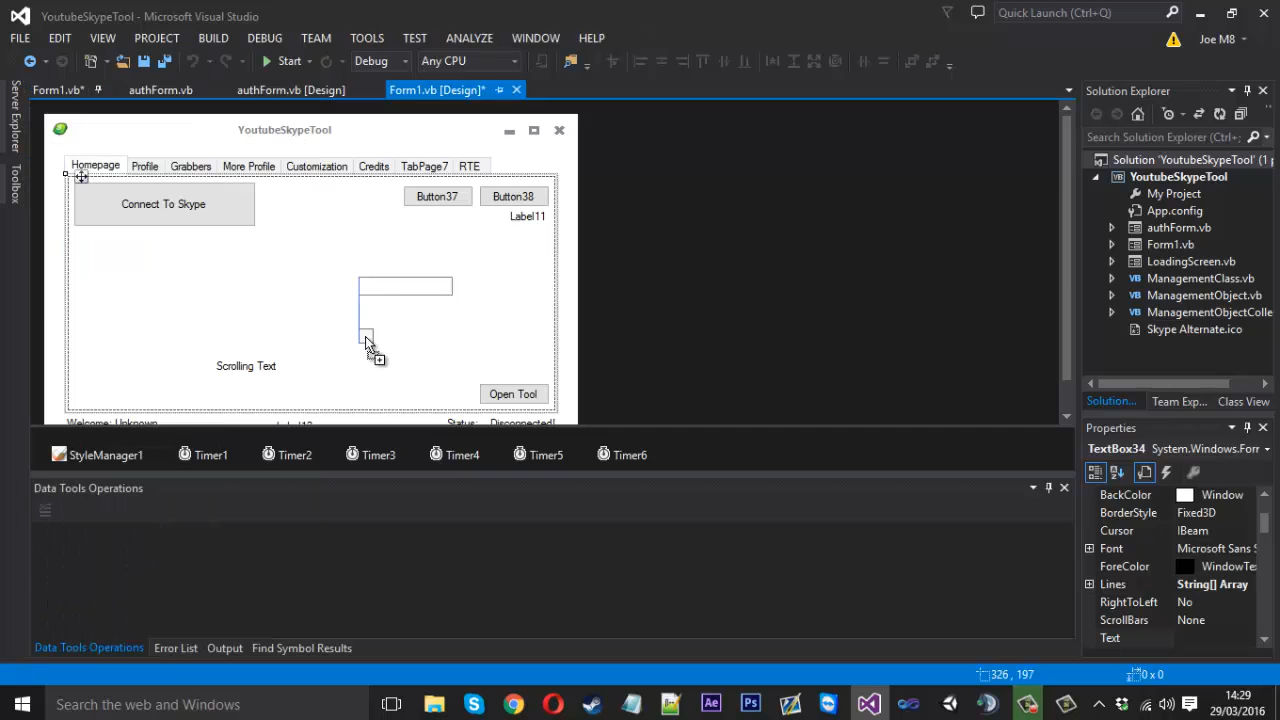 YoutubeSkypeTool - Microsoft Visual Studio
Quick Launch (Ctrl+Q)
FILE EDIT VIEW PROJECT BUILD DEBUG TEAM TOOLS TEST ANALYZE WINDOW HELP
Joe M8
Start Debug Any CPU
Form1.vb* authForm.vb authForm.vb [Design] Form1.vb [Design]*
Server Explorer
Toolbox
YoutubeSkypeTool
Homepage Profile Grabbers More Profile Customization Credits TabPage7 RTE
Connect To Skype
Button37 Button38
Label11
Scrolling Text
Open Tool
Welcome: Unknown Status: Disconnected!
StyleManager1 Timer1 Timer2 Timer3 Timer4 Timer5 Timer6
Data Tools Operations
Data Tools Operations Error List Output Find Symbol Results
Solution Explorer
Search Solution Explorer (Ctrl+
Solution 'YoutubeSkypeTool' (1 p
YoutubeSkypeTool
My Project
App.config
authForm.vb
Form1.vb
LoadingScreen.vb
ManagementClass.vb
ManagementObject.vb
ManagementObjectColle
Skype Alternate.ico
Solution... Team Exp... Class View
Properties
TextBox34 System.Windows.Forr
BackColor Window
BorderStyle Fixed3D
Cursor IBeam
Font Microsoft Sans S
ForeColor WindowTe
Lines String[] Array
RightToLeft No
ScrollBars None
Text
326 , 197 0 x 0
Search the web and Windows
14:29
29/03/2016